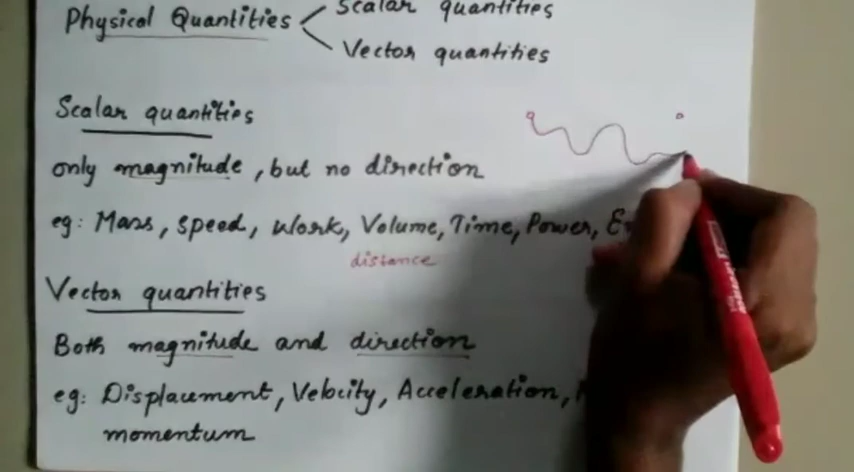 Physical Quantities
Scalar quantities
Vector quantities
Scalar quantities
only magnitude, but no direction
eg: Mass, speed, Work, Volume, Time, Power,
distance
Vector quantities
Both magnitude and direction
eg: Displacement, Velocity, Acceleration,
momentum